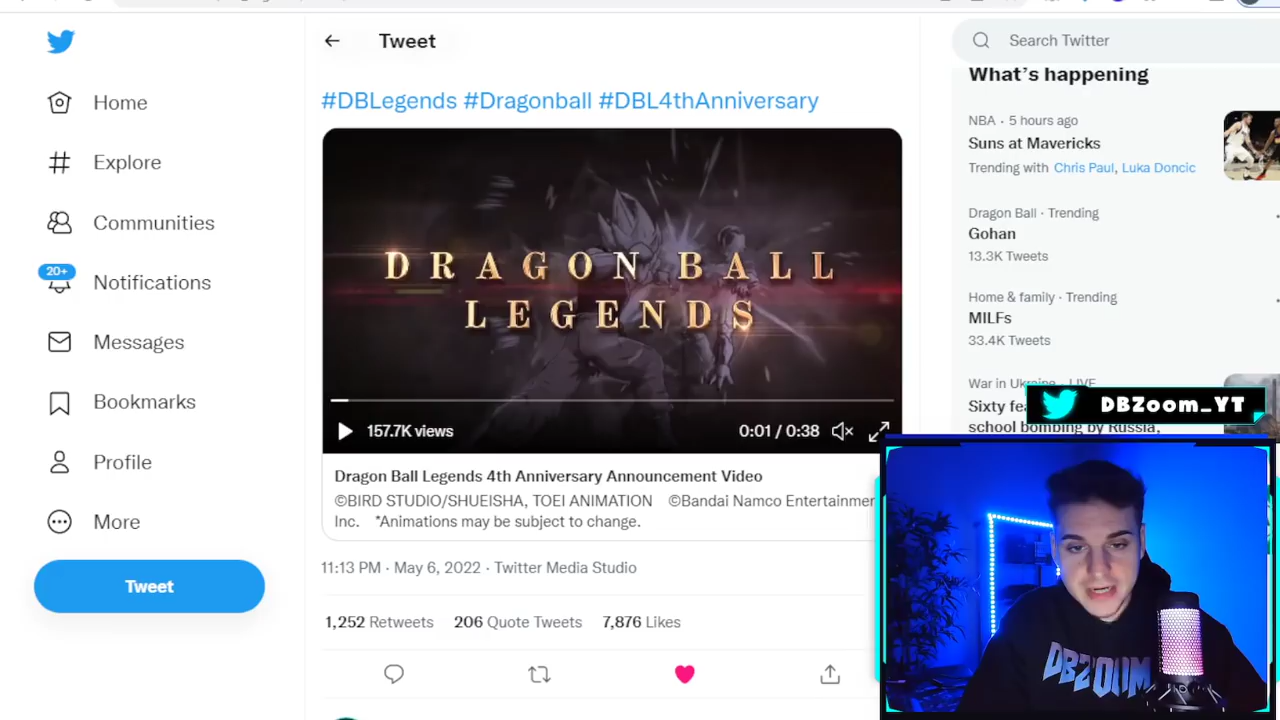 Tweet
Search Twitter
Home
Explore
Communities
20+
Notifications
Messages
Bookmarks
Profile
More
Tweet
#DBLegends #Dragonball #DBL4thAnniversary
DRAGON BALL
LEGENDS
157.7K views
0:01 / 0:38
Dragon Ball Legends 4th Anniversary Announcement Video
©BIRD STUDIO/SHUEISHA, TOEI ANIMATION ©Bandai Namco
Inc. *Animations may be subject to change.
11:13 PM · May 6, 2022 · Twitter Media Studio
1,252 Retweets 206 Quote Tweets 7,876 Likes
What's happening
NBA · 5 hours ago
Suns at Mavericks
Trending with Chris Paul, Luka Doncic
Dragon Ball · Trending
Gohan
13.3K Tweets
Home & family · Trending
MILFs
33.4K Tweets
War in Ukraine · LIVE
Sixty
school bombing by Russia,
DBZoom_YT
DBZOOM